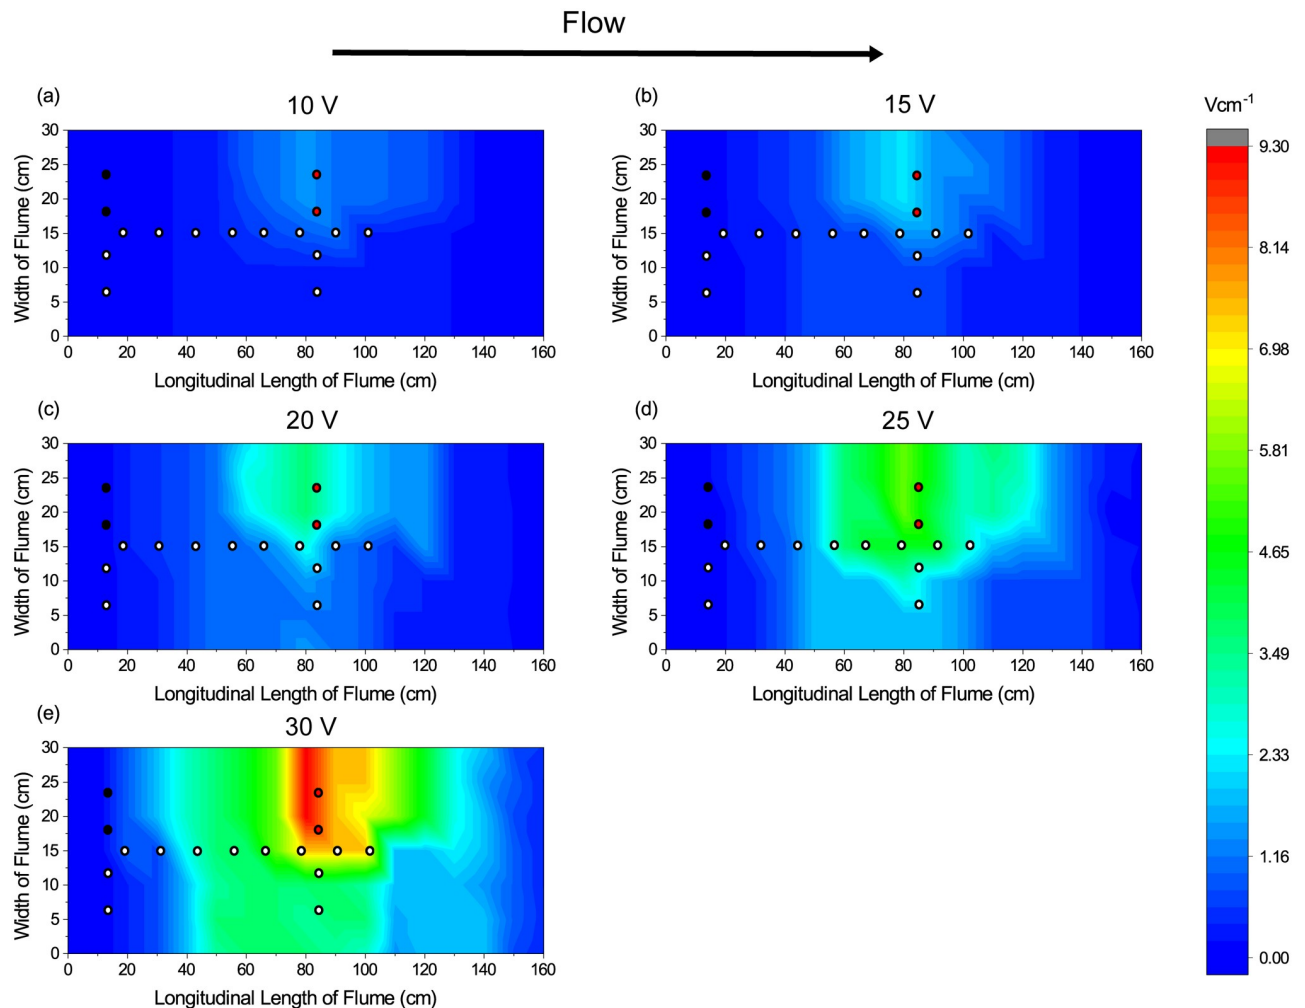 Flow
(a)
10 V
Width of Flume (cm)
30
25
20
15
10
5
0
0 20 40 60 80 100 120 140 160
Longitudinal Length of Flume (cm)
(b)
15 V
Width of Flume (cm)
30
25
20
15
10
5
0
0 20 40 60 80 100 120 140 160
Longitudinal Length of Flume (cm)
(c)
20 V
Width of Flume (cm)
30
25
20
15
10
5
0
0 20 40 60 80 100 120 140 160
Longitudinal Length of Flume (cm)
(d)
25 V
Width of Flume (cm)
30
25
20
15
10
5
0
0 20 40 60 80 100 120 140 160
Longitudinal Length of Flume (cm)
(e)
30 V
Width of Flume (cm)
30
25
20
15
10
5
0
0 20 40 60 80 100 120 140 160
Longitudinal Length of Flume (cm)
Vcm⁻¹
9.30
8.14
6.98
5.81
4.65
3.49
2.33
1.16
0.00